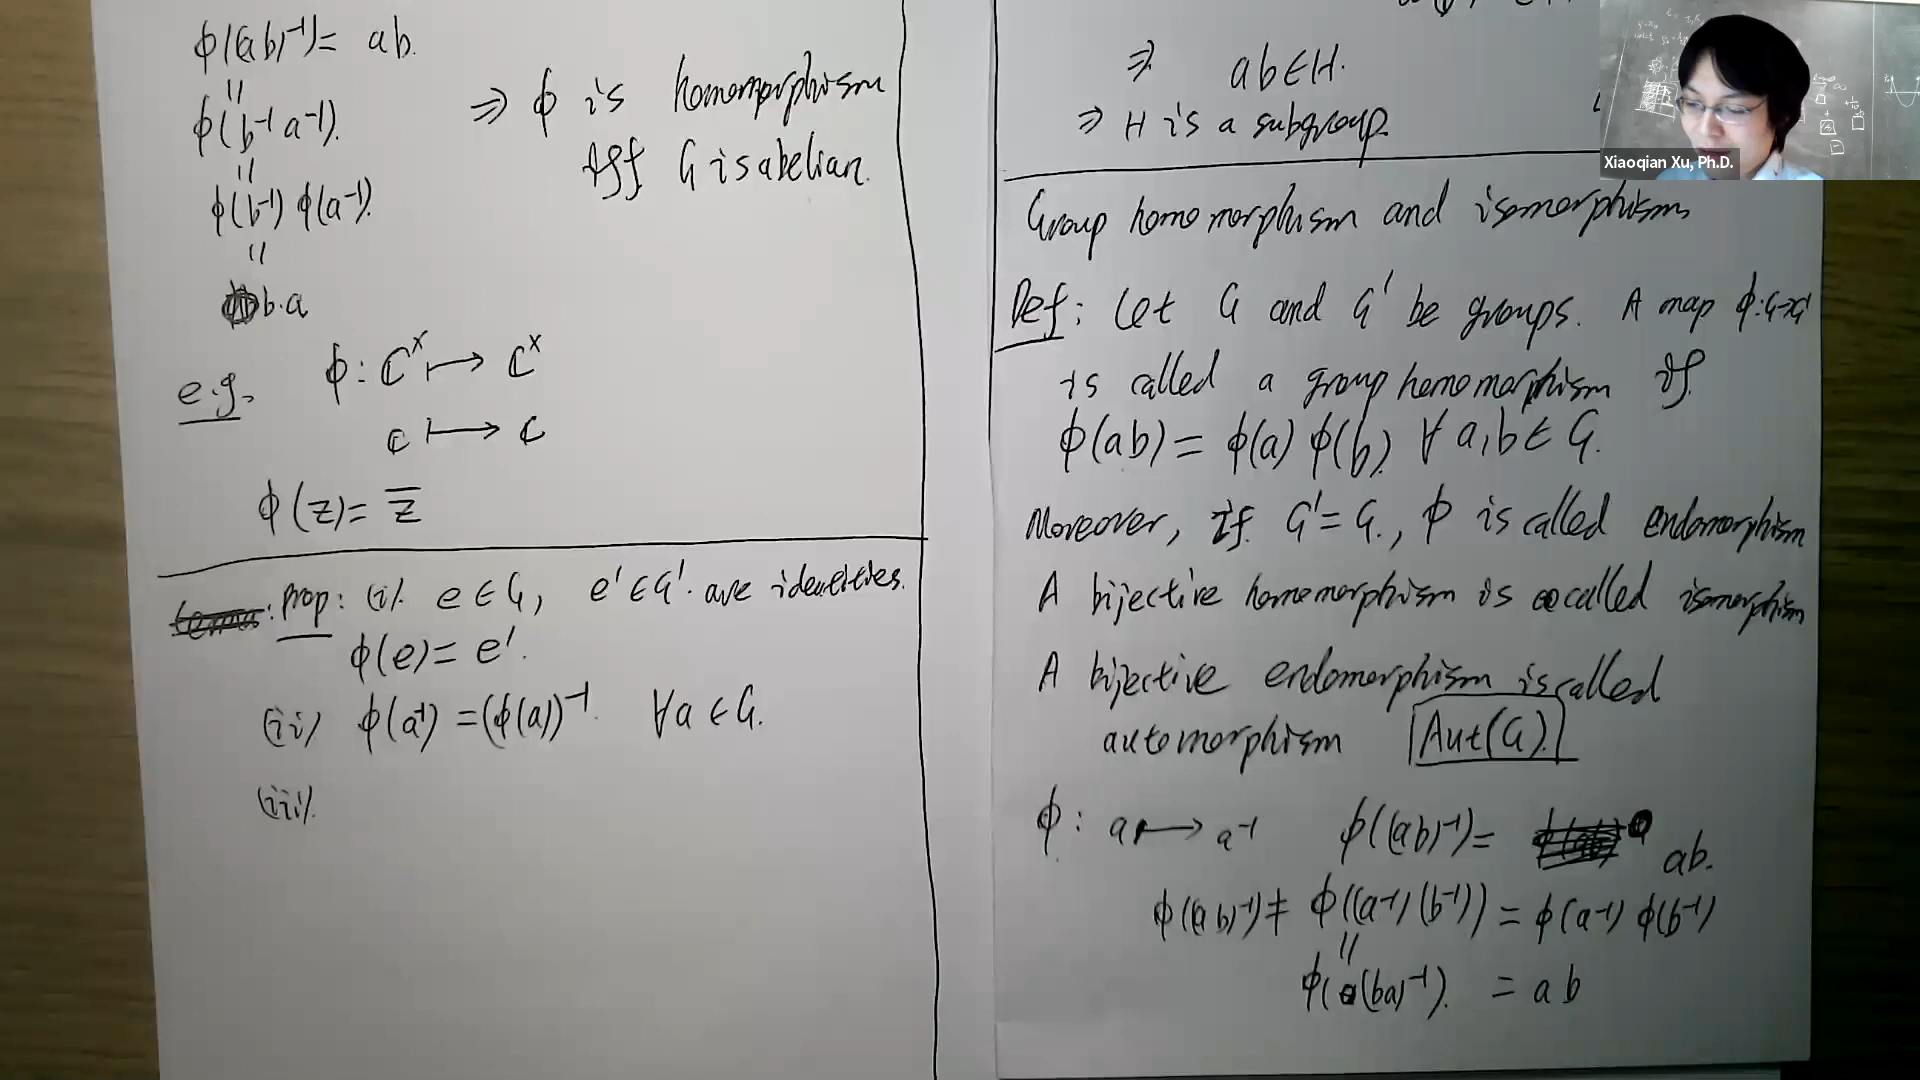 φ((ab)⁻¹) = ab.
"
φ(b⁻¹a⁻¹).
"
φ(b⁻¹) φ(a⁻¹).
"
b·a
⇒ φ is homomorphism
iff G is abelian.
e.g. φ: C^× ↦ C^×
c ↦ c
φ(z) = z̄
prop: (i). e ∈ G, e' ∈ G'. are identities.
φ(e) = e'.
(ii) φ(a⁻¹) = (φ(a))⁻¹. ∀a ∈ G.
(iii).
⇒ ab ∈ H.
⇒ H is a subgroup.
Group homomorphism and isomorphism
Def: Let G and G' be groups. A map φ: G→G'
is called a group homomorphism if
φ(ab) = φ(a) φ(b), ∀ a, b ∈ G.
Moreover, if G' = G., φ is called endomorphism
A bijective homomorphism is called isomorphism
A bijective endomorphism is called
automorphism Aut(G).
φ: a ↦ a⁻¹ φ((ab)⁻¹) = ab.
φ((ab)⁻¹) ≠ φ((a⁻¹)(b⁻¹)) = φ(a⁻¹) φ(b⁻¹)
"
φ((ba)⁻¹). = ab
Xiaoqian Xu, Ph.D.